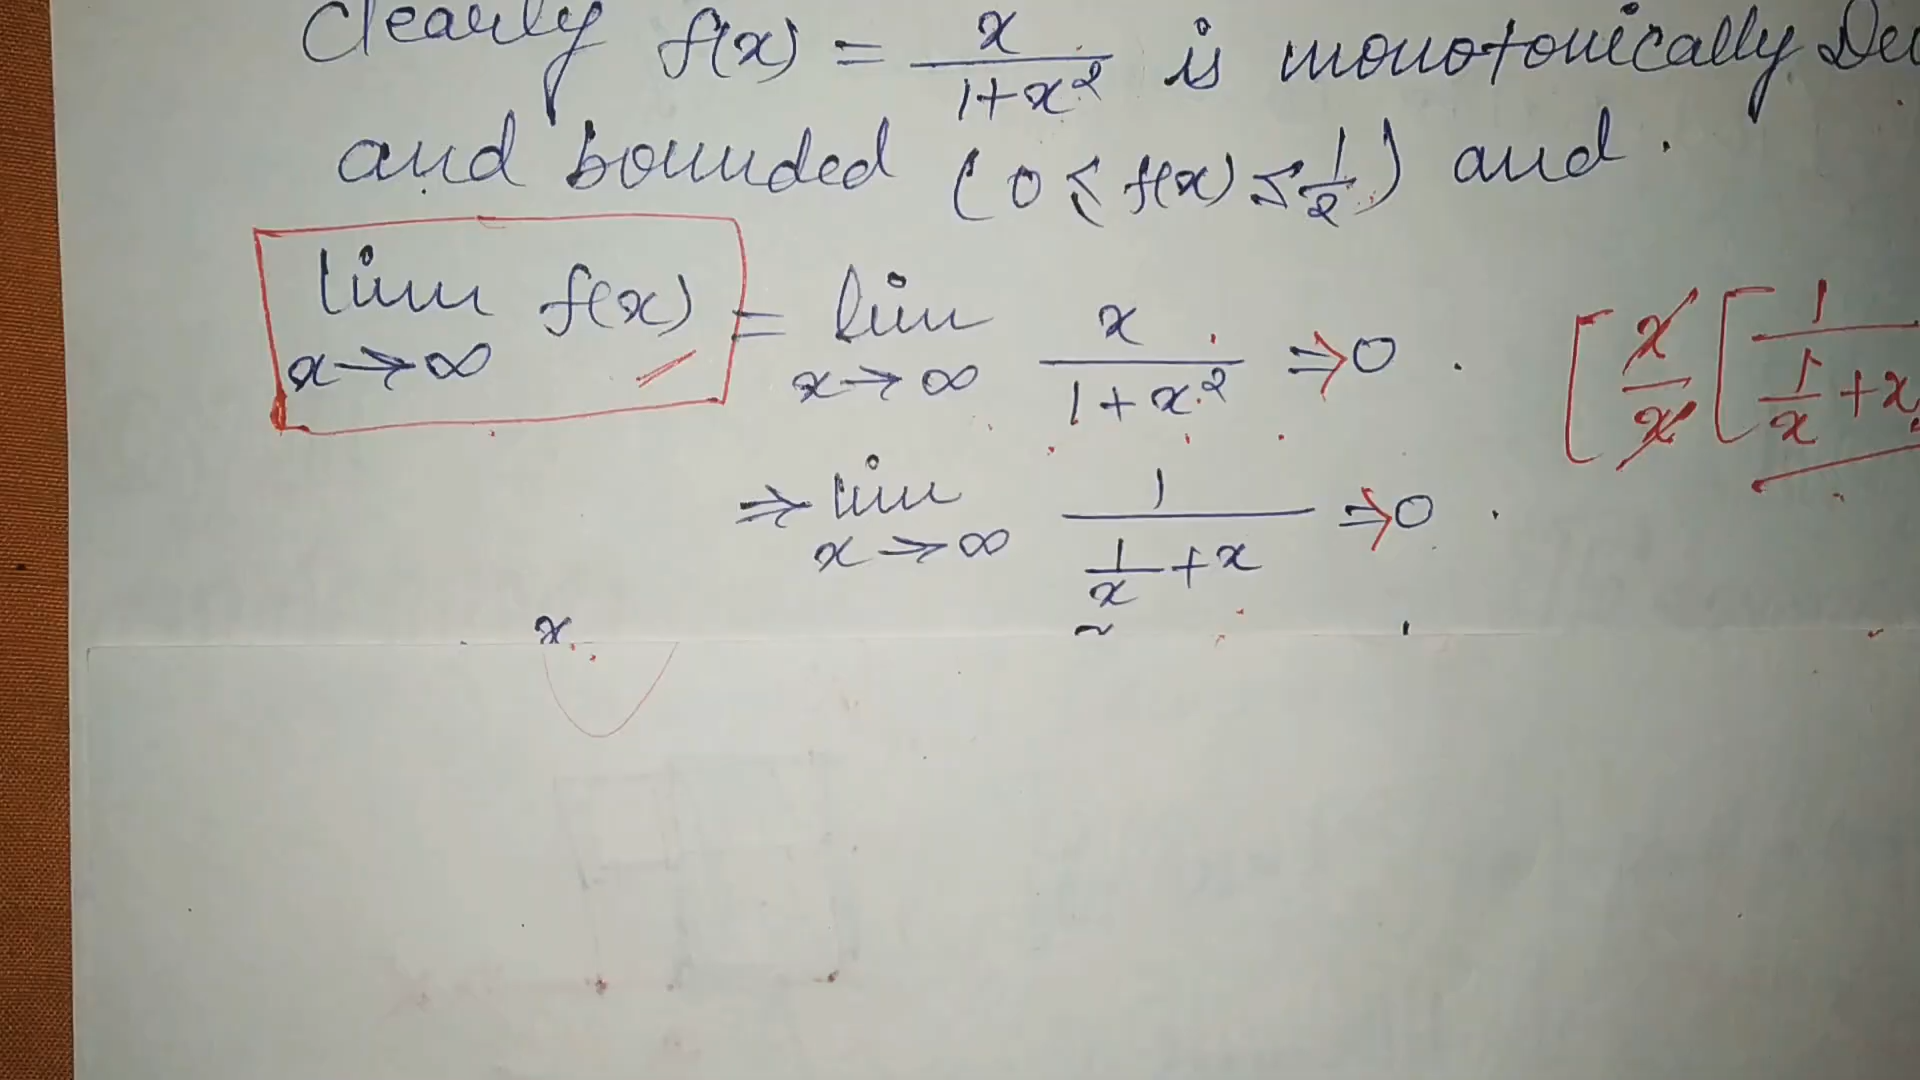 Clearly f(x) = x/(1+x²) is monotonically Dec
and bounded (0 ≤ f(x) ≤ 1/2) and.
lim x→∞ f(x) = lim x→∞ x/(1+x²) ⇒ 0. [x/x [1/(1/x + x
⇒ lim x→∞ 1/(1/x + x) ⇒ 0.
x